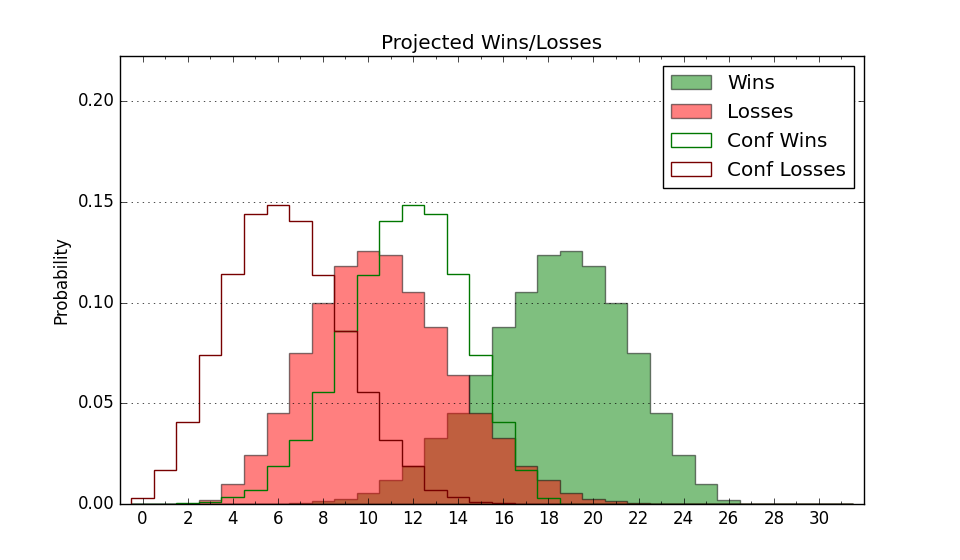 Projected Wins/Losses
Wins
Losses
Conf Wins
Conf Losses
Probability
0.20
0.15
0.10
0.05
0.00
0 2 4 6 8 10 12 14 16 18 20 22 24 26 28 30